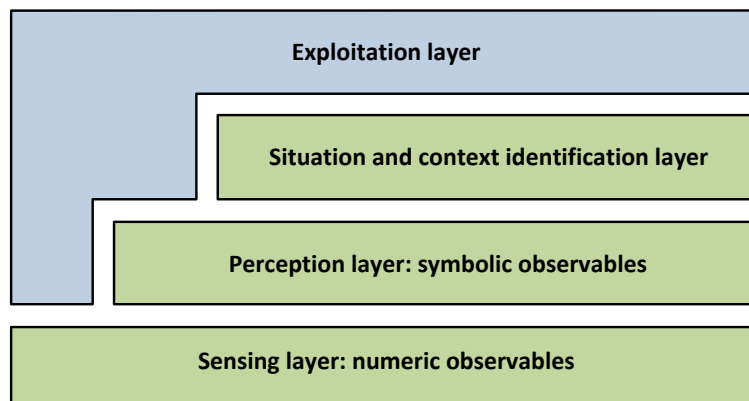 Exploitation layer
Situation and context identification layer
Perception layer: symbolic observables
Sensing layer: numeric observables